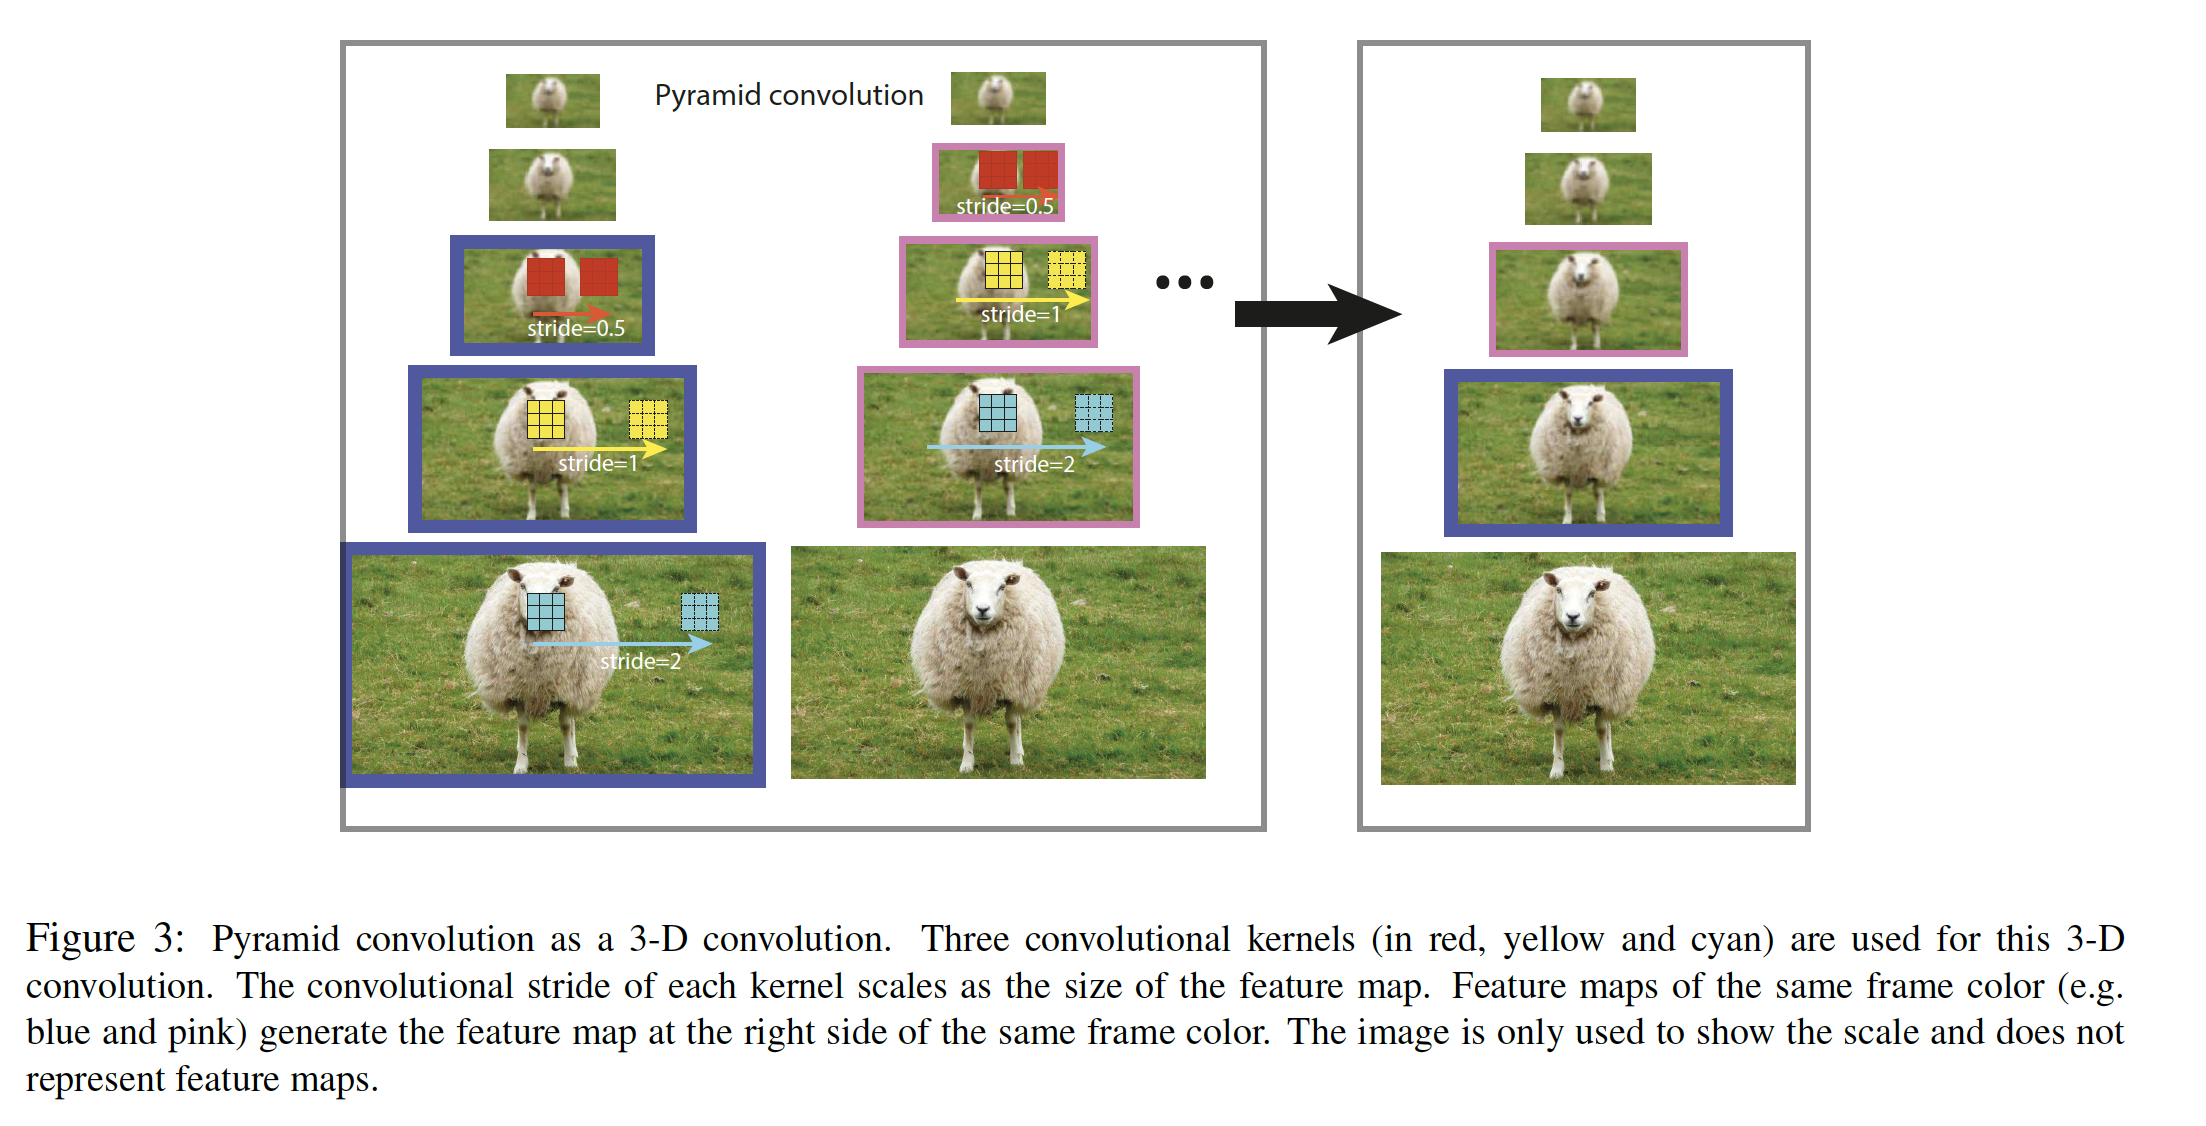 Pyramid convolution
stride=0.5
stride=0.5
stride=1
stride=1
stride=2
stride=2
Figure 3: Pyramid convolution as a 3-D convolution. Three convolutional kernels (in red, yellow and cyan) are used for this 3-D
convolution. The convolutional stride of each kernel scales as the size of the feature map. Feature maps of the same frame color (e.g.
blue and pink) generate the feature map at the right side of the same frame color. The image is only used to show the scale and does not
represent feature maps.